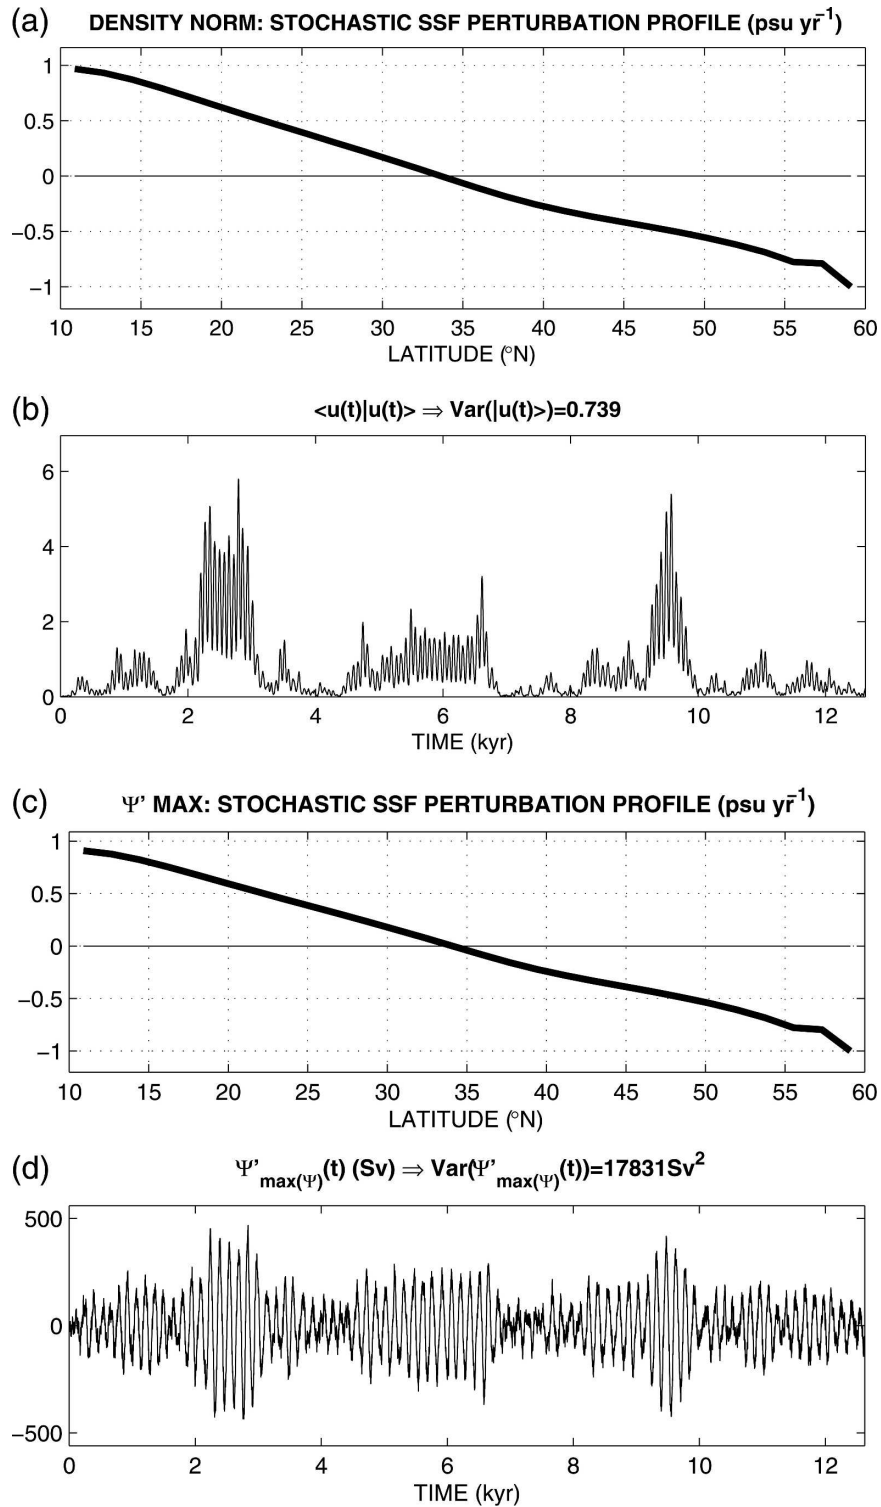 (a) DENSITY NORM: STOCHASTIC SSF PERTURBATION PROFILE (psu yr⁻¹)
1
0.5
0
−0.5
−1
10 15 20 25 30 35 40 45 50 55 60
LATITUDE (°N)
(b) <u(t)|u(t)> ⇒ Var(|u(t)>)=0.739
6
4
2
0
0 2 4 6 8 10 12
TIME (kyr)
(c) Ψ' MAX: STOCHASTIC SSF PERTURBATION PROFILE (psu yr⁻¹)
1
0.5
0
−0.5
−1
10 15 20 25 30 35 40 45 50 55 60
LATITUDE (°N)
(d) Ψ'max(Ψ)(t) (Sv) ⇒ Var(Ψ'max(Ψ)(t))=17831Sv²
500
0
−500
0 2 4 6 8 10 12
TIME (kyr)